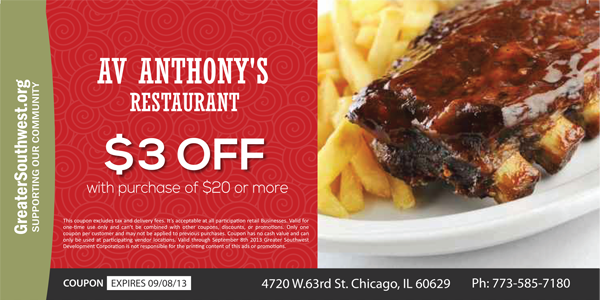 GreaterSouthwest.org
SUPPORTING OUR COMMUNITY
AV ANTHONY'S
RESTAURANT
$3 OFF
with purchase of $20 or more
This coupon excludes tax and delivery fees. It's acceptable at all participation retail Businesses. Valid for
one-time use only and can't be combined with other coupons, discounts, or promotions. Only one
coupon per customer and may not be applied to previous purchases. Coupon has no cash value and can
only be used at participating vendor locations. Valid through September 8th 2013 Greater Southwest
Development Corporation is not responsible for the printing content of this ads or promotions.
COUPON EXPIRES 09/08/13
4720 W.63rd St. Chicago, IL 60629 Ph: 773-585-7180